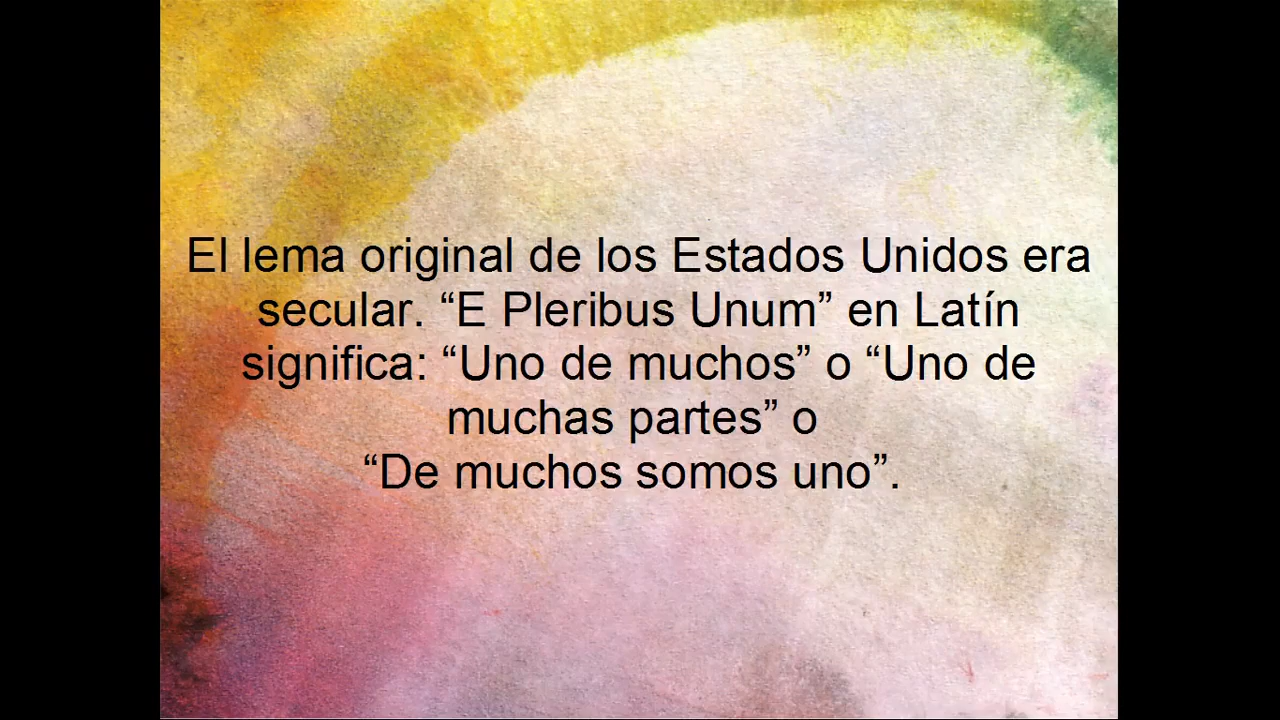 El lema original de los Estados Unidos era
secular. “E Pleribus Unum” en Latín
significa: “Uno de muchos” o “Uno de
muchas partes” o
“De muchos somos uno”.